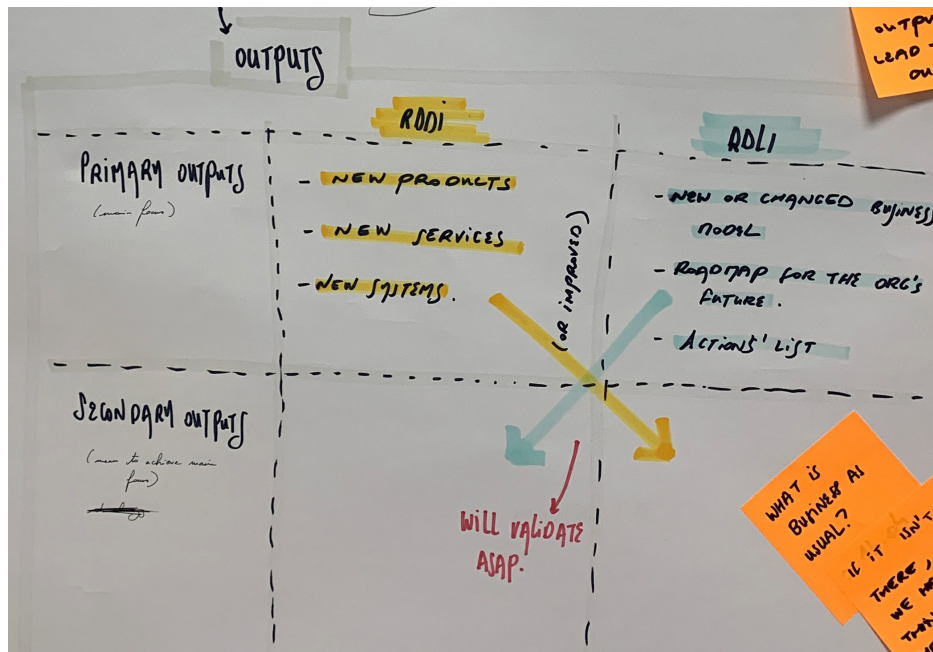 OUTPUTS
RDDI
RDLI
PRIMARY OUTPUTS
(main focus)
- NEW PRODUCTS
- NEW SERVICES
- NEW SYSTEMS.
(OR IMPROVED)
- NEW OR CHANGED BUSINESS
MODEL
- ROADMAP FOR THE ORG'S
FUTURE.
- ACTIONS' LIST
SECONDARY OUTPUTS
to achieve main
focus)
WILL VALIDATE
ASAP.
LEAD
WHAT IS
BUSINESS AS
USUAL?
IF IT ISN'T
THERE,
WE